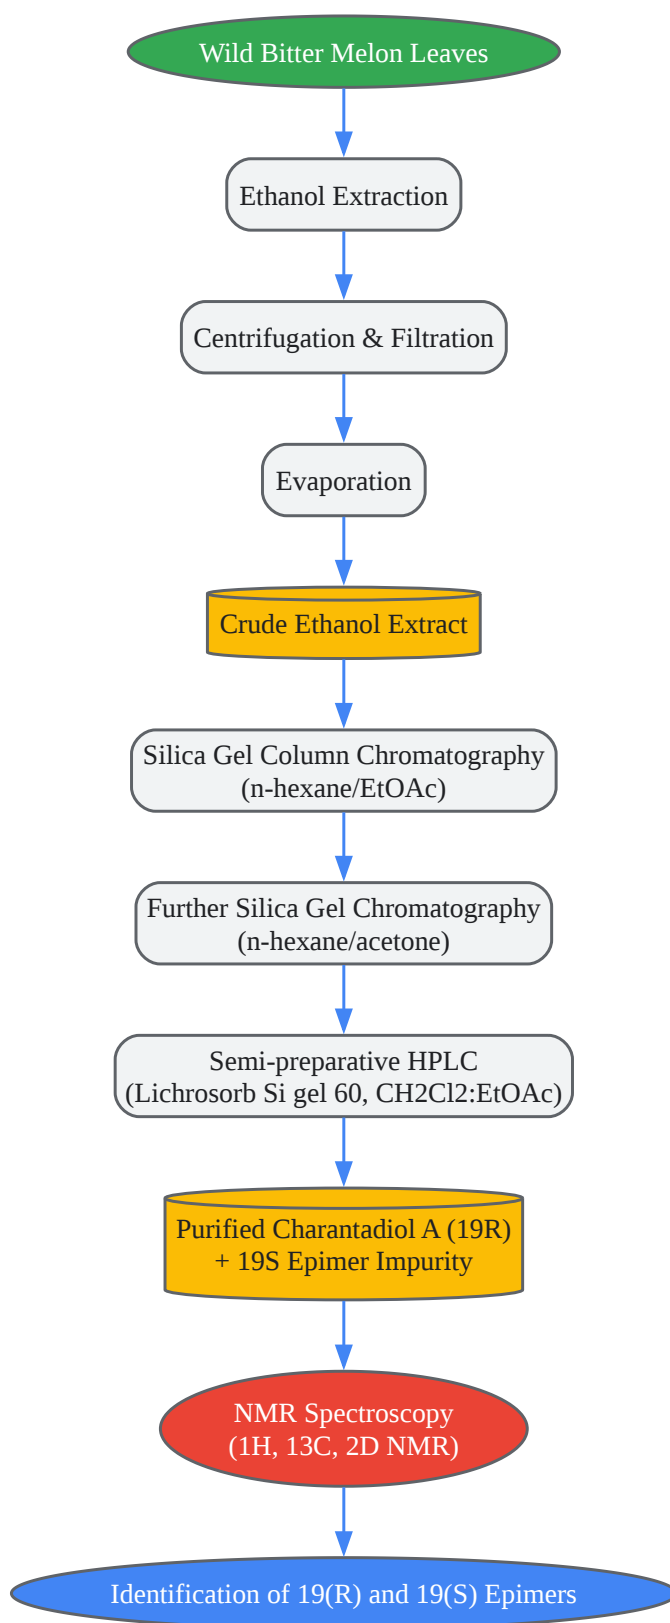 Wild Bitter Melon Leaves
Ethanol Extraction
Centrifugation & Filtration
Evaporation
Crude Ethanol Extract
Silica Gel Column Chromatography
(n-hexane/EtOAc)
Further Silica Gel Chromatography
(n-hexane/acetone)
Semi-preparative HPLC
(Lichrosorb Si gel 60, CH2Cl2:EtOAc)
Purified Charantadiol A (19R)
+ 19S Epimer Impurity
NMR Spectroscopy
(1H, 13C, 2D NMR)
Identification of 19(R) and 19(S) Epimers